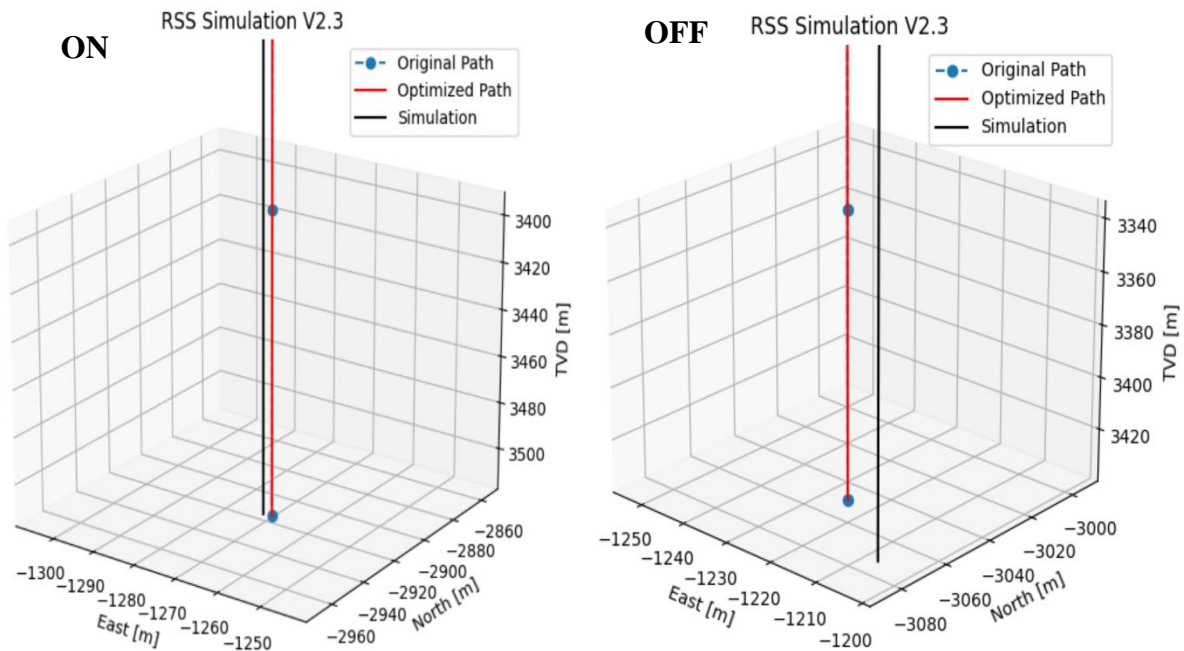 ON
RSS Simulation V2.3
Original Path
Optimized Path
Simulation
3400
3420
3440
3460
3480
3500
TVD [m]
−1300
−1290
−1280
−1270
−1260
−1250
East [m]
−2860
−2880
−2900
−2920
−2940
−2960
North [m]
OFF
RSS Simulation V2.3
Original Path
Optimized Path
Simulation
3340
3360
3380
3400
3420
TVD [m]
−1250
−1240
−1230
−1220
−1210
−1200
East [m]
−3000
−3020
−3040
−3060
−3080
North [m]